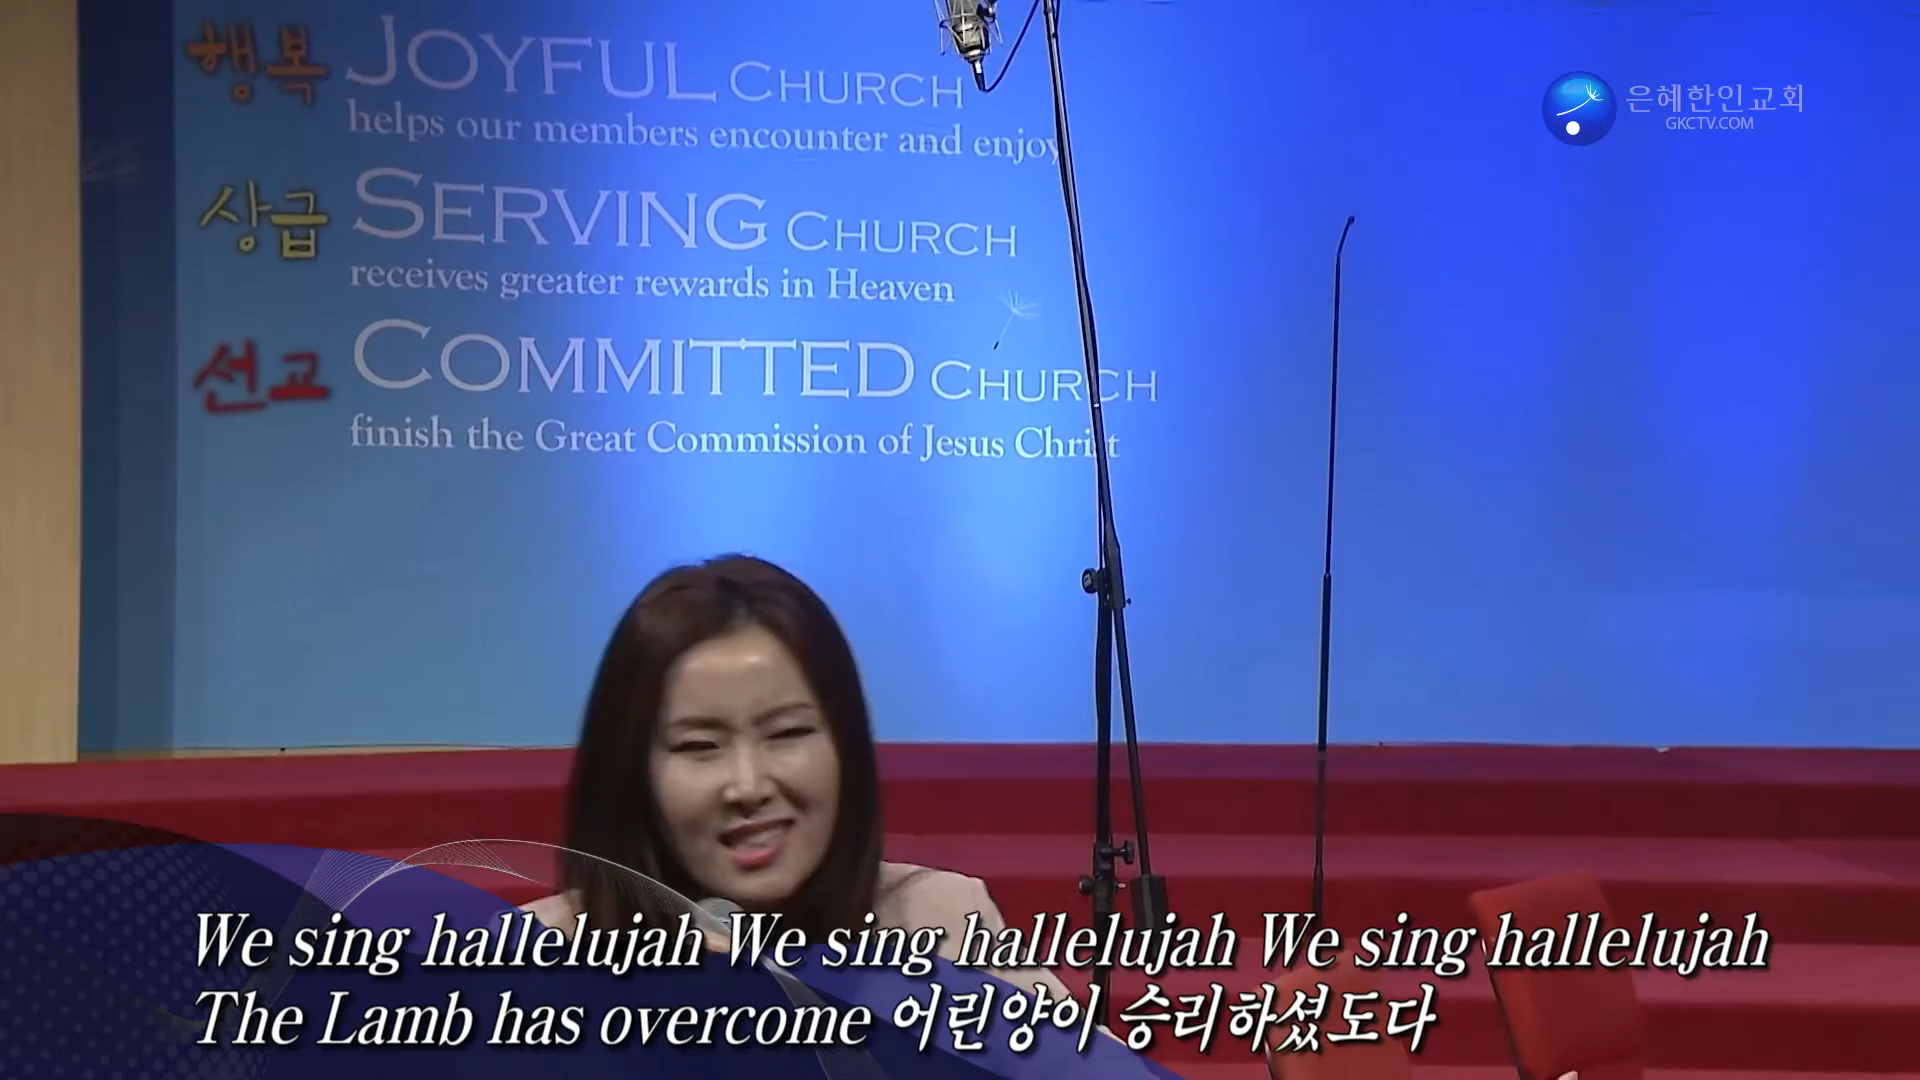 행복 JOYFUL CHURCH
helps our members encounter and enjoy
상급 SERVING CHURCH
receives greater rewards in Heaven
선교 COMMITTED CHURCH
finish the Great Commission of Jesus Christ
은혜한인교회
GKCTV.COM
We sing hallelujah We sing hallelujah We sing hallelujah
The Lamb has overcome 어린양이 승리하셨도다